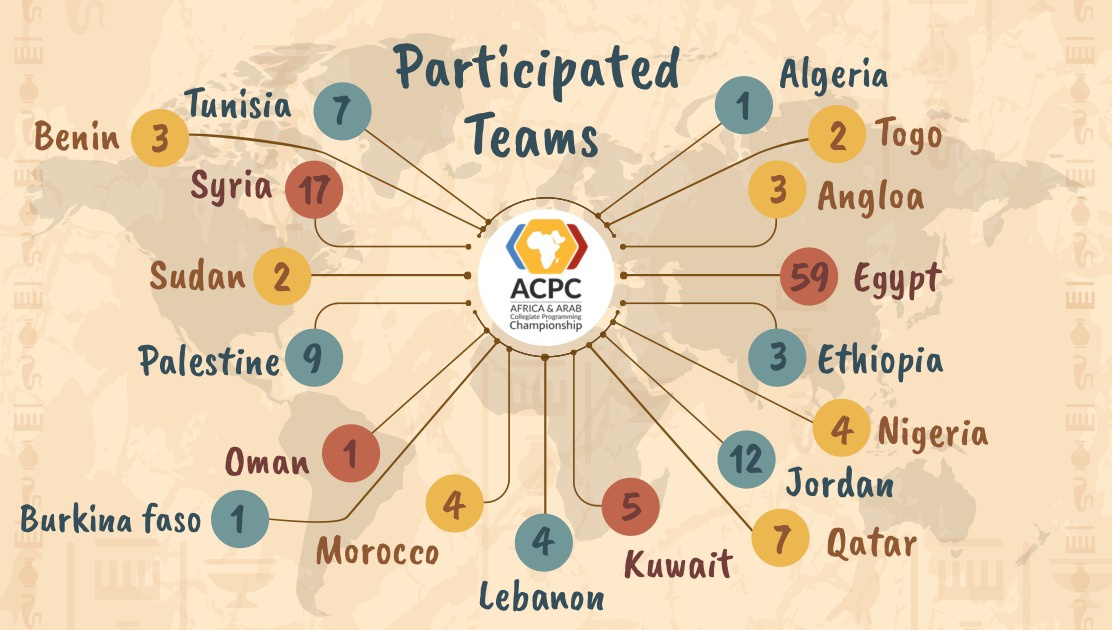 Participated
Teams
Tunisia 7
Benin 3
Syria 17
Sudan 2
Palestine 9
Oman 1
Burkina faso 1
Morocco 4
Lebanon 4
Kuwait 5
Qatar 7
Jordan 12
Nigeria 4
Ethiopia 3
Egypt 59
Angloa 3
Togo 2
Algeria 1
ACPC
AFRICA & ARAB
Collegiate Programming
Championship